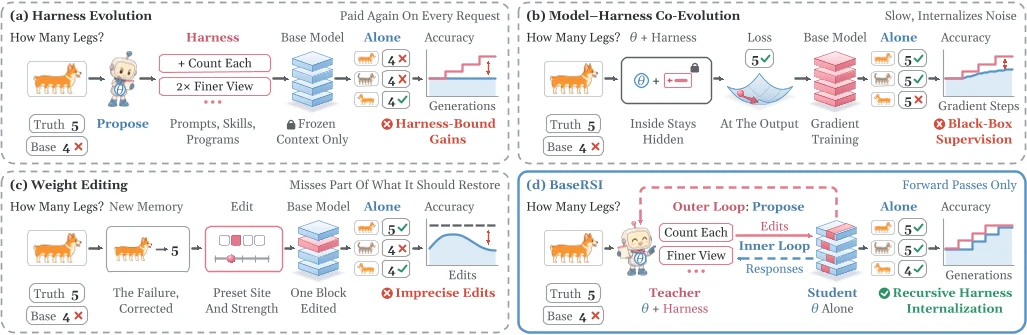 (a) Harness Evolution
Paid Again On Every Request
How Many Legs?
Harness
Base Model
Alone
Accuracy
+ Count Each
2× Finer View
θ
4 ✕
4 ✕
4 ✓
Generations
Truth 5
Base 4 ✕
Propose
Prompts, Skills,
Programs
Frozen
Context Only
Harness-Bound
Gains
(b) Model–Harness Co-Evolution
Slow, Internalizes Noise
How Many Legs?
θ + Harness
Loss
Base Model
Alone
Accuracy
θ +
5 ✓
5 ✓
5 ✓
5 ✕
Gradient Steps
Truth 5
Base 4 ✕
Inside Stays
Hidden
At The Output
Gradient
Training
Black-Box
Supervision
(c) Weight Editing
Misses Part Of What It Should Restore
How Many Legs?
New Memory
Edit
Base Model
Alone
Accuracy
→ 5
5 ✓
4 ✕
4 ✓
Edits
Truth 5
Base 4 ✕
The Failure,
Corrected
Preset Site
And Strength
One Block
Edited
Imprecise Edits
(d) BaseRSI
Forward Passes Only
How Many Legs?
Outer Loop: Propose
Alone
Accuracy
Count Each
Finer View
θ
Edits
Inner Loop
Responses
5 ✓
5 ✓
4 ✓
Generations
Truth 5
Base 4 ✕
Teacher
θ + Harness
Student
θ Alone
Recursive Harness
Internalization